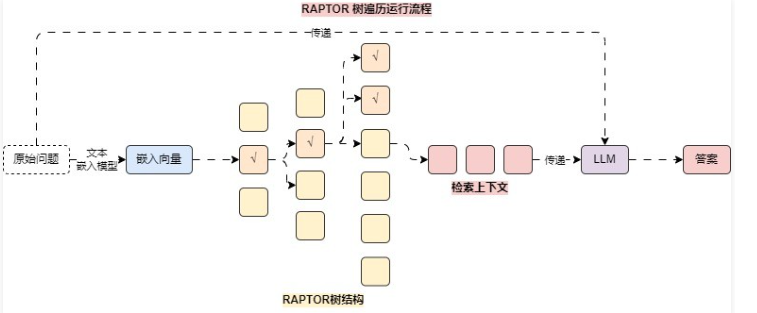 RAPTOR 树遍历运行流程
传递
√
√
√
√
原始问题
文本
嵌入模型
嵌入向量
传递
LLM
答案
检索上下文
RAPTOR树结构